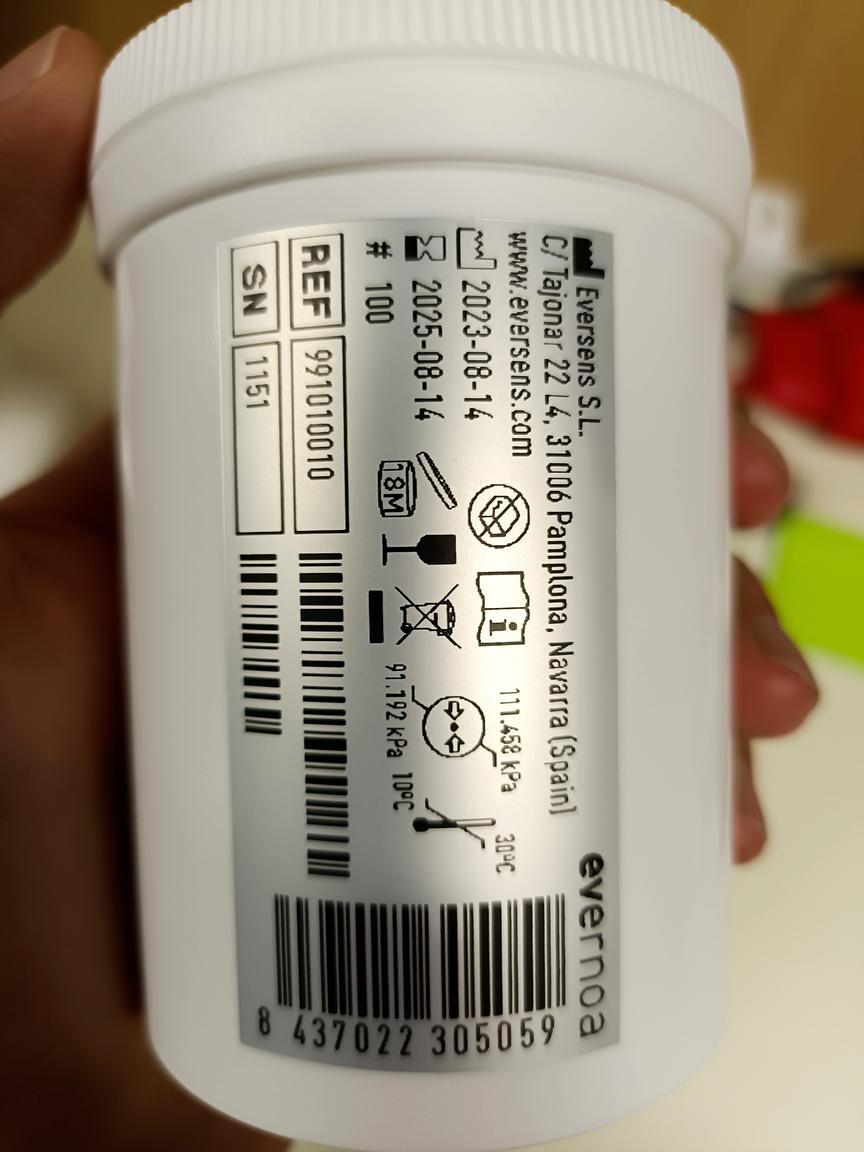 Eversens S.L.
C/ Tajonar 22 L4, 31006 Pamplona, Navarra (Spain)
www.eversens.com
2023-08-14
2025-08-14
# 100
REF 991010010
SN 1151
18M
i
111.458 kPa
91.192 kPa
30ºC
10ºC
evernoa
8 437022 305059